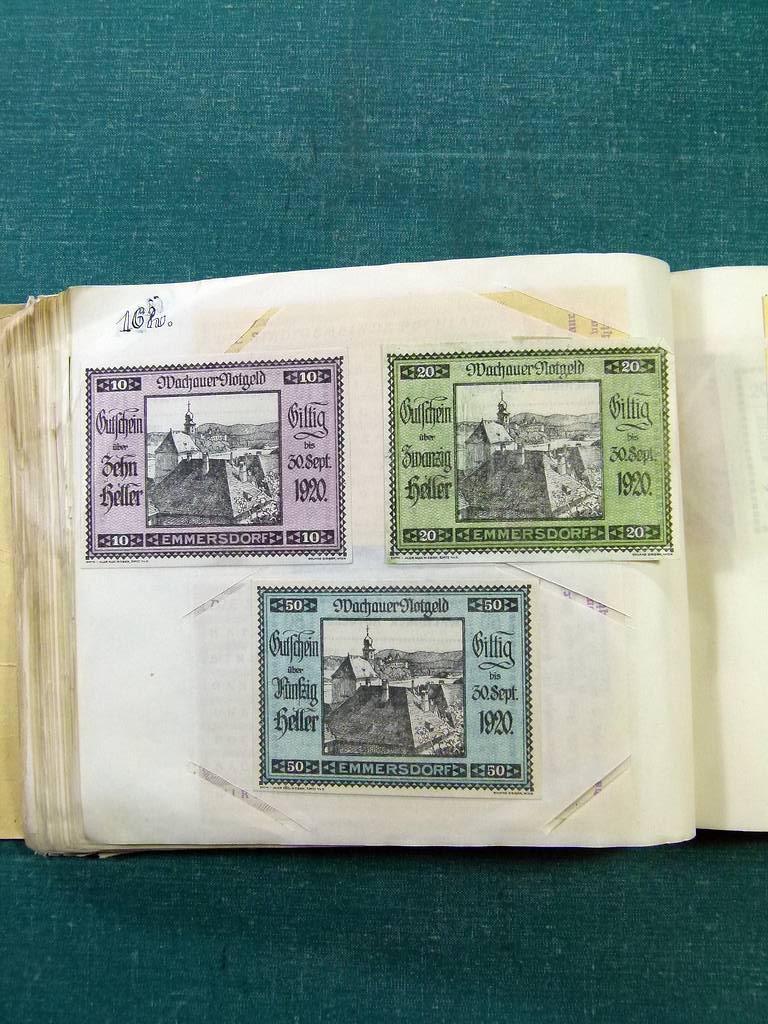 16h.
10 Wachauer Notgeld 10
Gutschein
über
Zehn
Heller
Giltig
bis
30. Sept.
1920.
10 EMMERSDORF 10
20 Wachauer Notgeld 20
Gutschein
über
Zwanzig
Heller
Giltig
bis
30. Sept.
1920.
20 EMMERSDORF 20
50 Wachauer Notgeld 50
Gutschein
über
Fünfzig
Heller
Giltig
bis
30. Sept.
1920.
50 EMMERSDORF 50